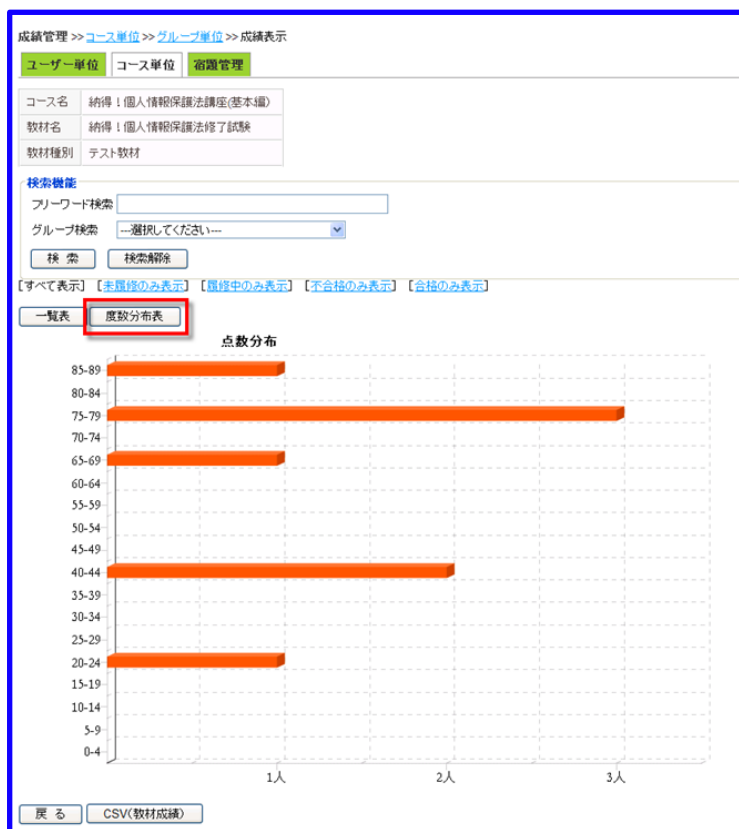 成績管理 >> コース単位 >> グループ単位 >> 成績表示
ユーザー単位 コース単位 宿題管理
コース名 納得！個人情報保護法講座(基本編)
教材名 納得！個人情報保護法修了試験
教材種別 テスト教材
検索機能
フリーワード検索
グループ検索 ---選択してください---
検 索 検索解除
[すべて表示] [未履修のみ表示] [履修中のみ表示] [不合格のみ表示] [合格のみ表示]
一覧表 度数分布表
点数分布
85-89
80-84
75-79
70-74
65-69
60-64
55-59
50-54
45-49
40-44
35-39
30-34
25-29
20-24
15-19
10-14
5-9
0-4
1人 2人 3人
戻 る CSV(教材成績)